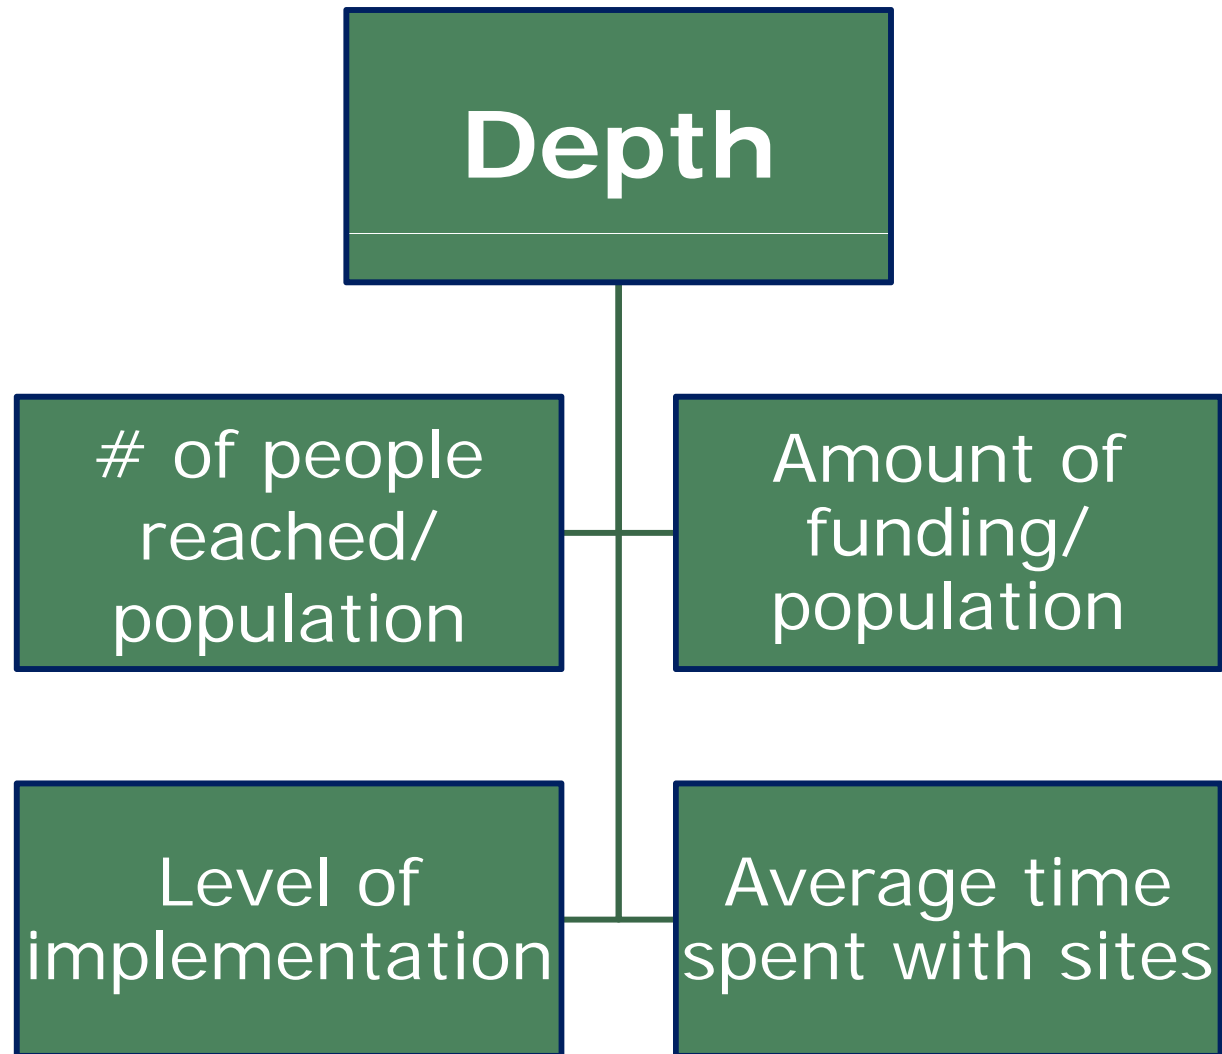 Depth
# of people
reached/
population
Amount of
funding/
population
Level of
implementation
Average time
spent with sites